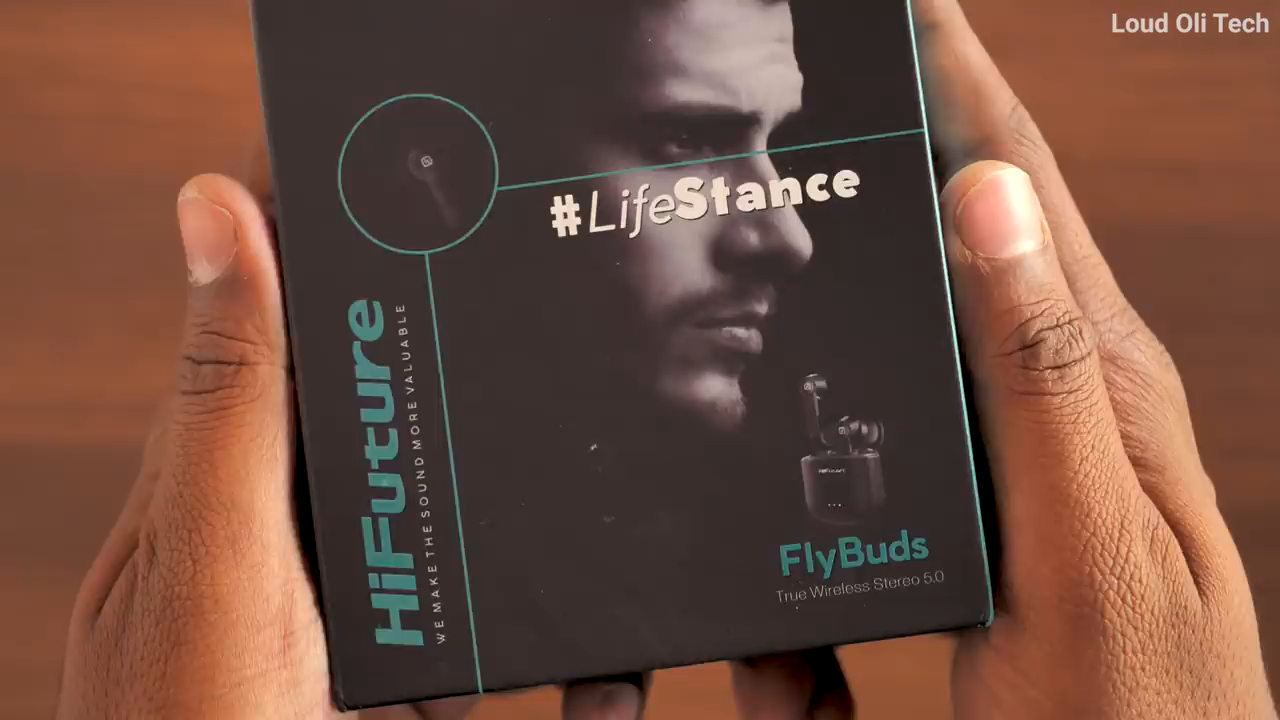 Loud Oli Tech
#LifeStance
HiFuture
WE MAKE THE SOUND MORE VALUABLE
FlyBuds
True Wireless Stereo 5.0